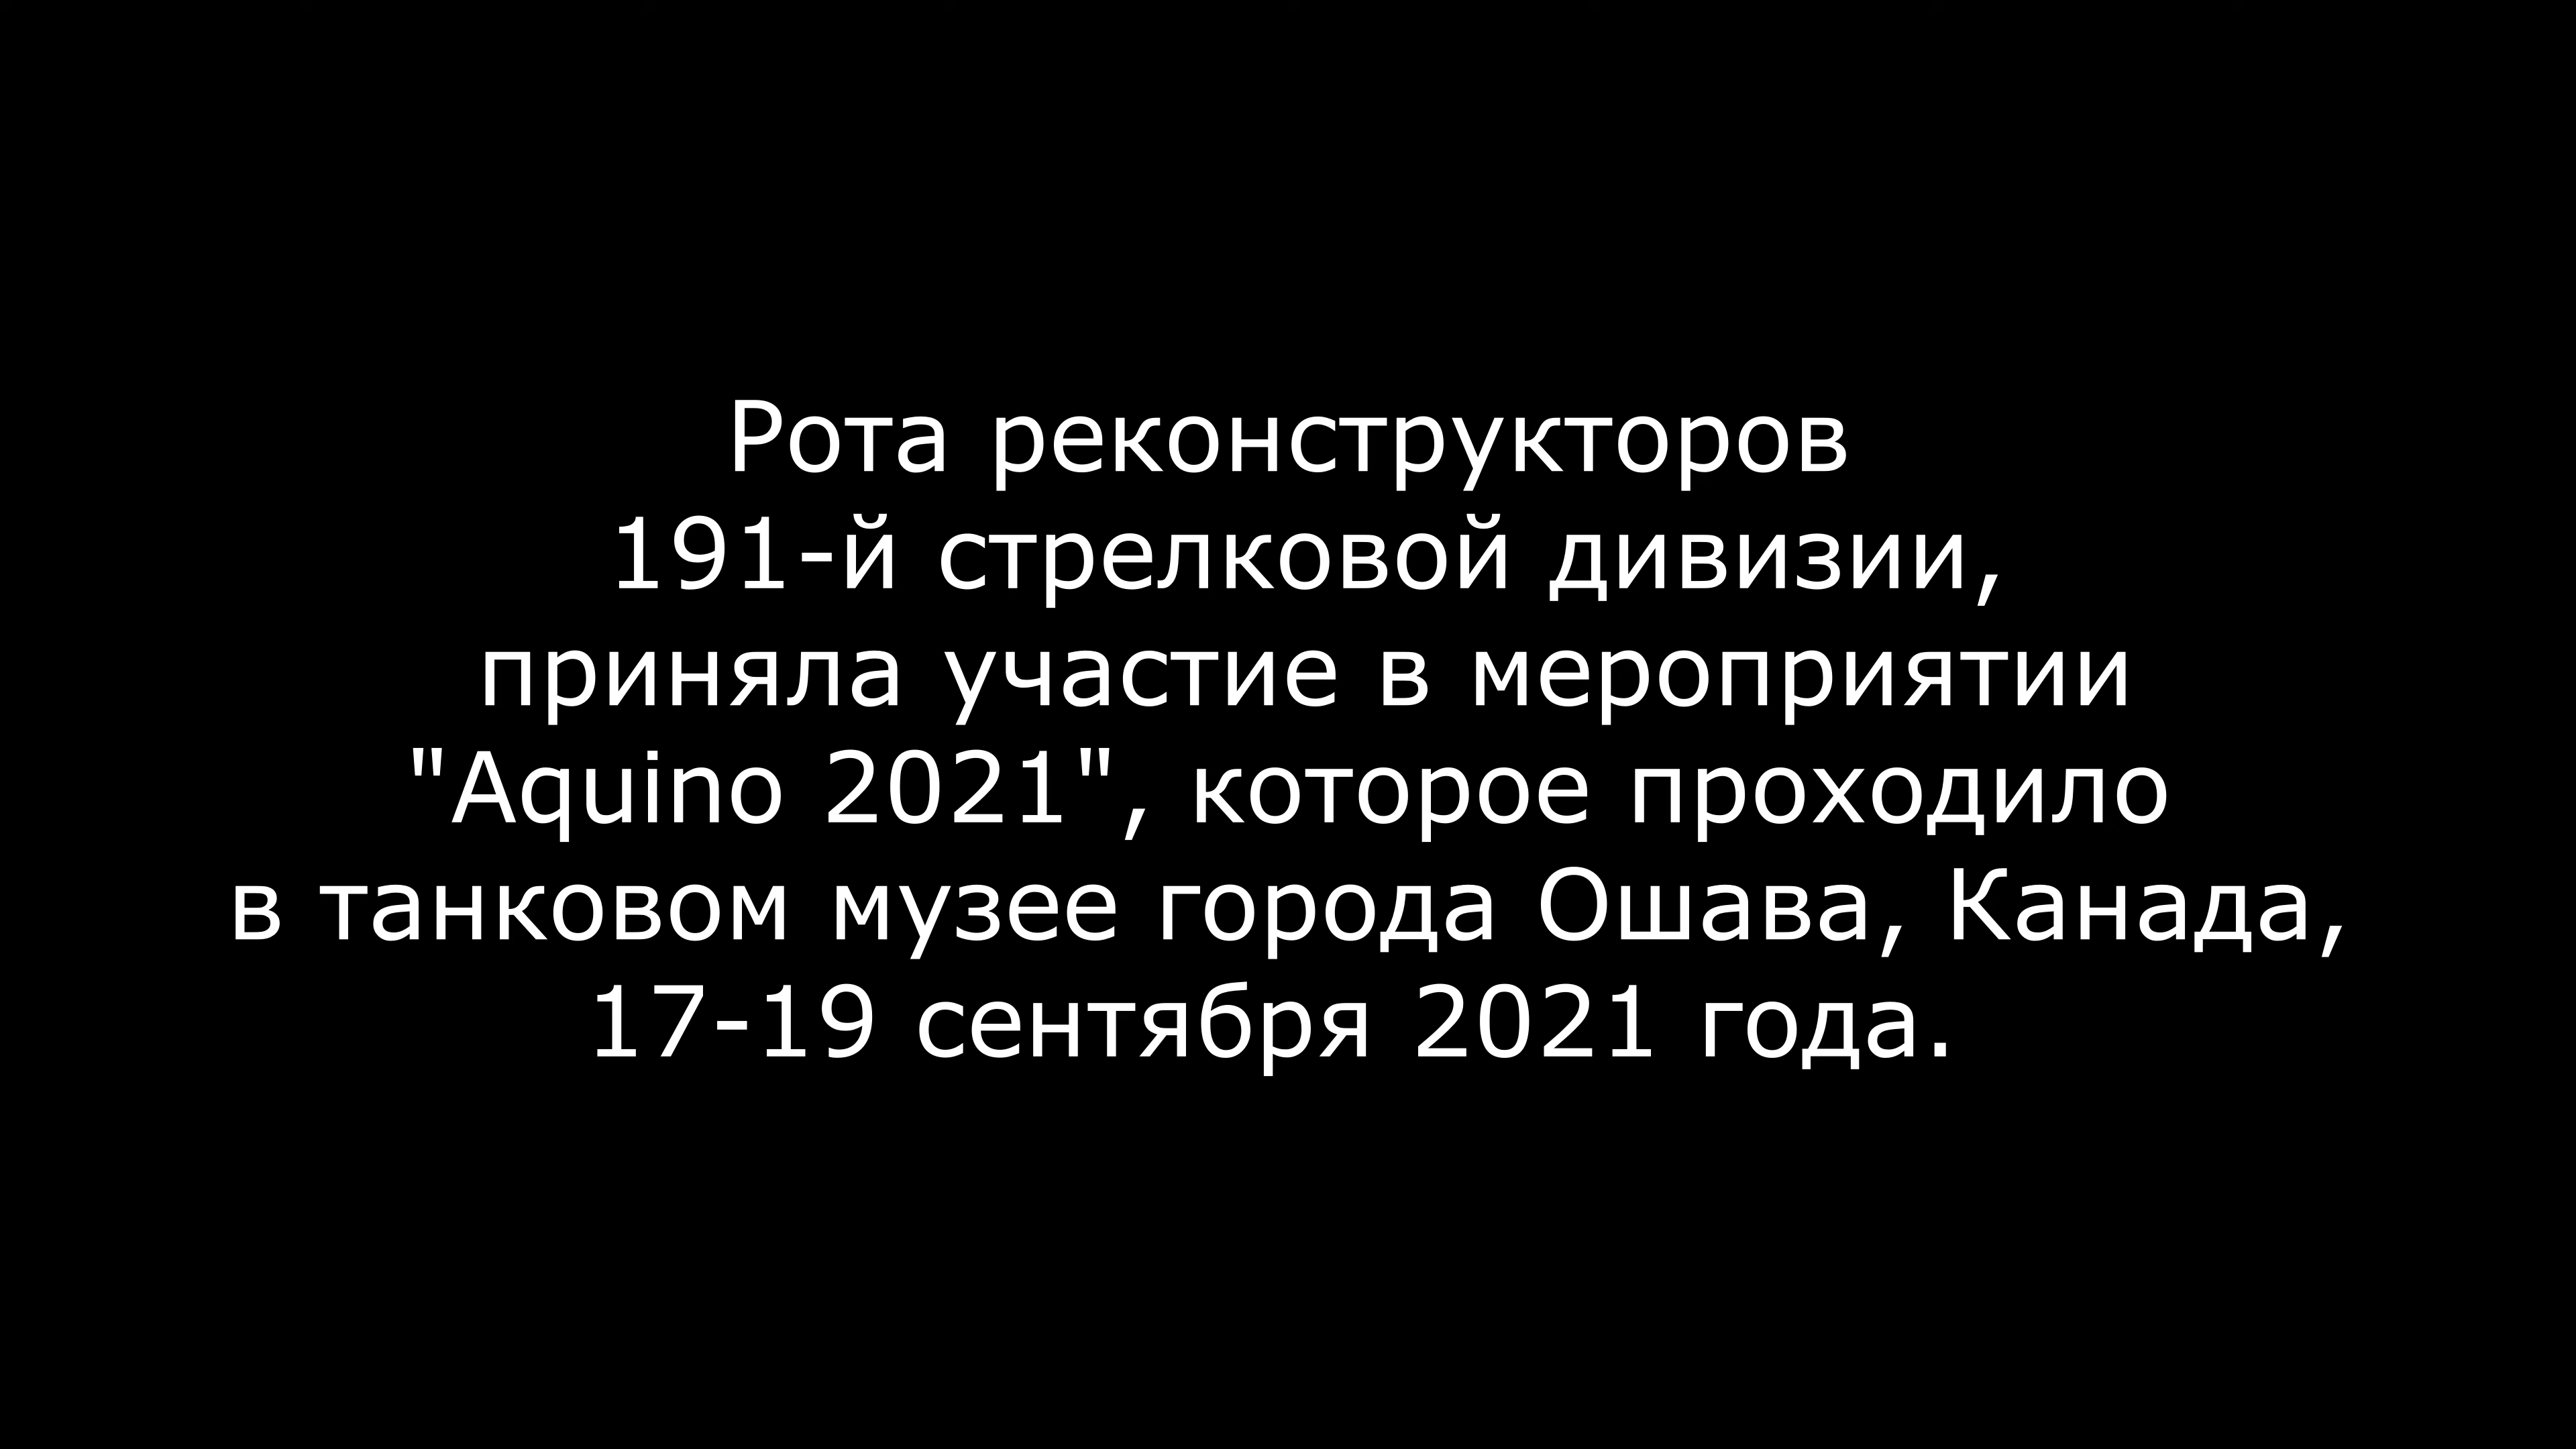 Рота реконструкторов
191-й стрелковой дивизии,
приняла участие в мероприятии
"Aquino 2021", которое проходило
в танковом музее города Ошава, Канада,
17-19 сентября 2021 года.